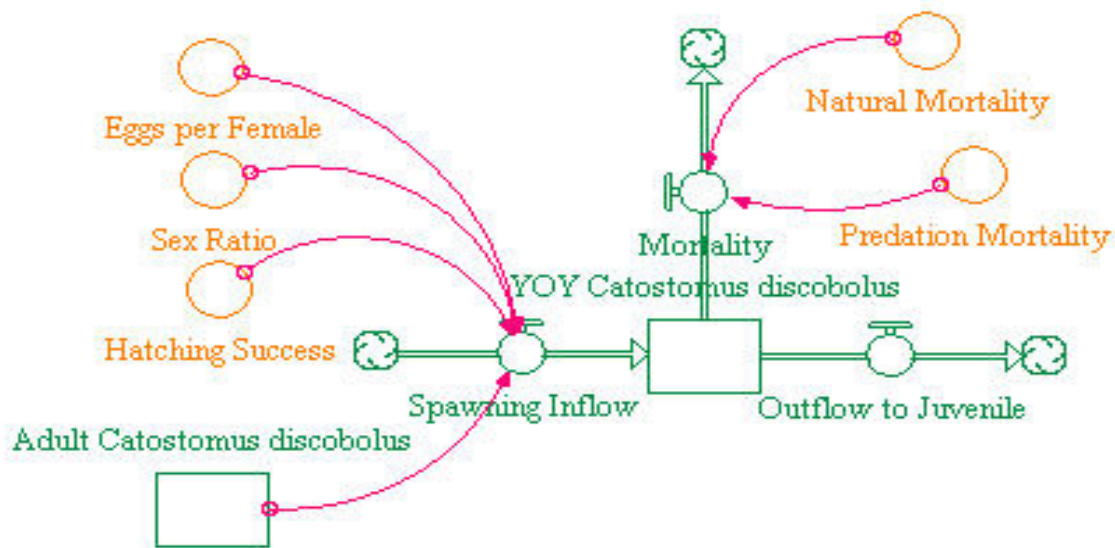 Eggs per Female
Natural Mortality
Sex Ratio
Mortality
Predation Mortality
YOY Catostomus discobolus
Hatching Success
Spawning Inflow
Outflow to Juvenile
Adult Catostomus discobolus